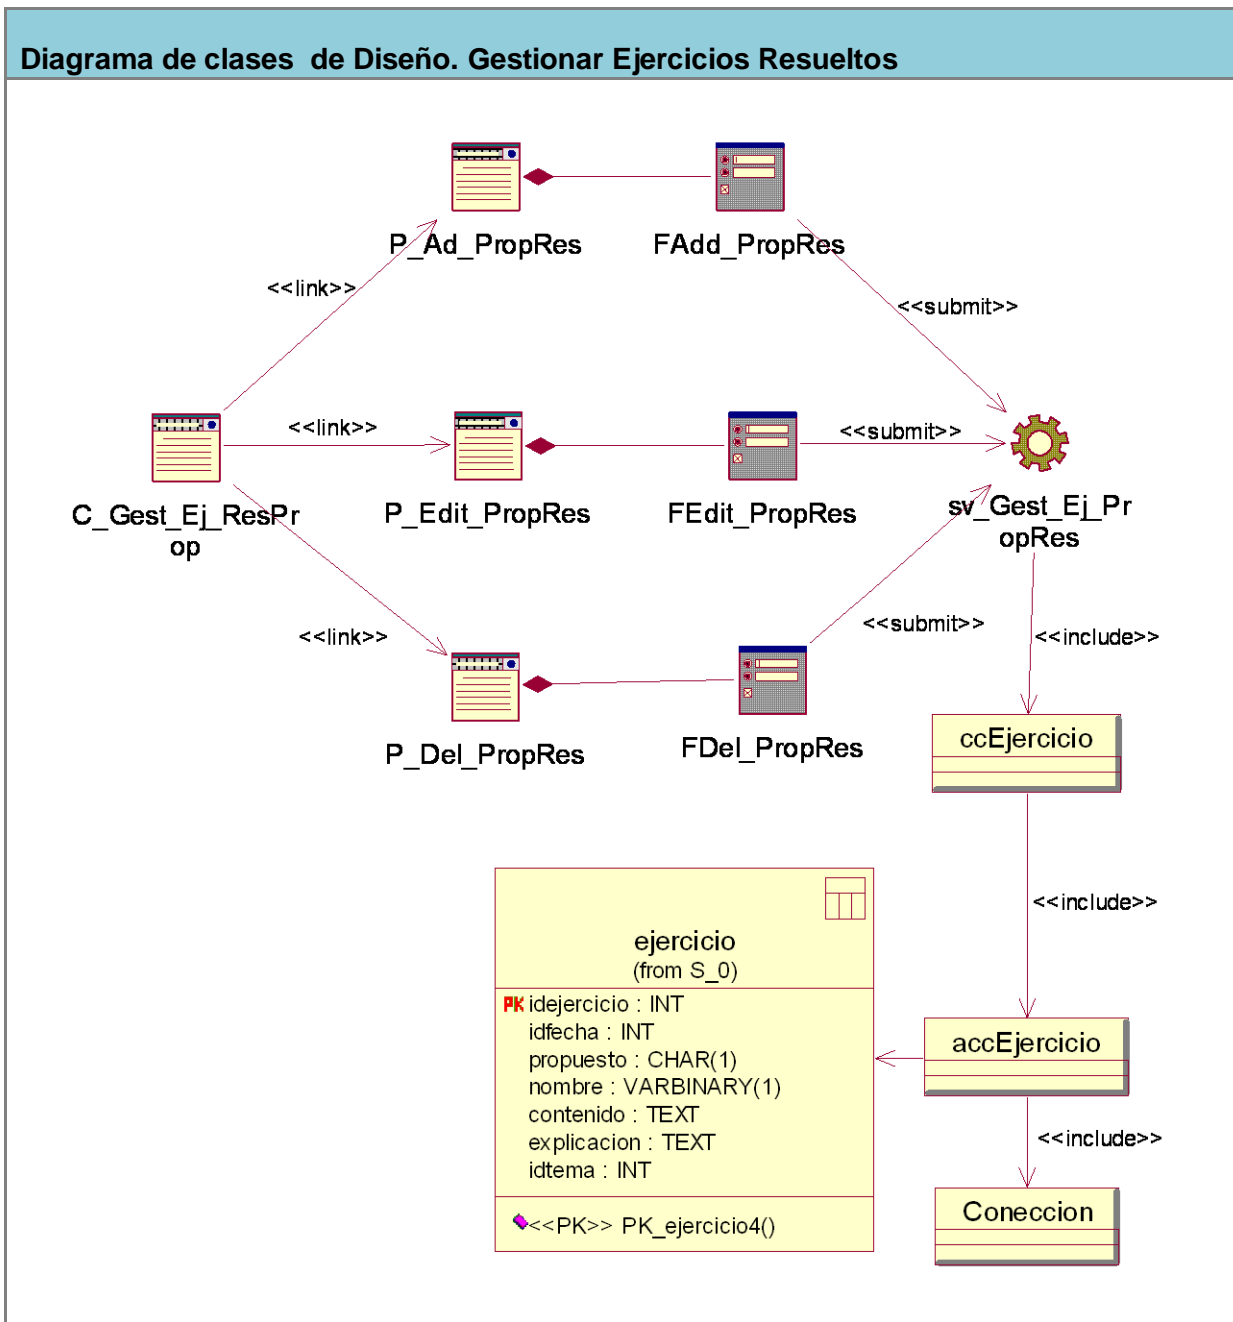 Diagrama de clases de Diseño. Gestionar Ejercicios Resueltos
P_Ad_PropRes
FAdd_PropRes
<<link>>
<<submit>>
<<link>>
<<submit>>
C_Gest_Ej_ResPr
op
P_Edit_PropRes
FEdit_PropRes
sv_Gest_Ej_Pr
opRes
<<link>>
<<submit>>
<<include>>
P_Del_PropRes
FDel_PropRes
ccEjercicio
<<include>>
ejercicio
(from S_0)
PK idejercicio : INT
idfecha : INT
propuesto : CHAR(1)
nombre : VARBINARY(1)
contenido : TEXT
explicacion : TEXT
idtema : INT
<<PK>> PK_ejercicio4()
accEjercicio
<<include>>
Coneccion